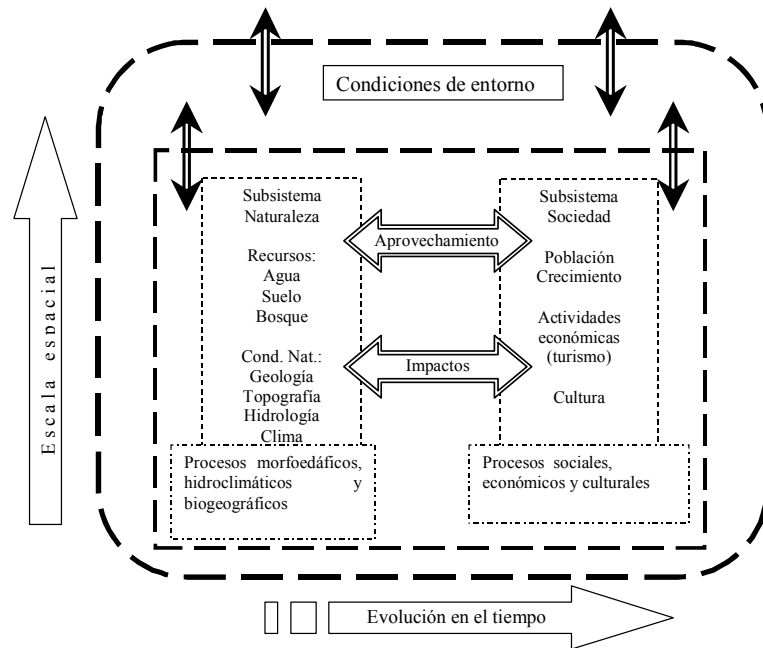 Condiciones de entorno
Escala espacial
Subsistema
Naturaleza
Recursos:
Agua
Suelo
Bosque
Cond. Nat.:
Geología
Topografía
Hidrología
Clima
Procesos morfoedáficos,
hidroclimáticos y
biogeográficos
Aprovechamiento
Impactos
Subsistema
Sociedad
Población
Crecimiento
Actividades
económicas
(turismo)
Cultura
Procesos sociales,
económicos y culturales
Evolución en el tiempo